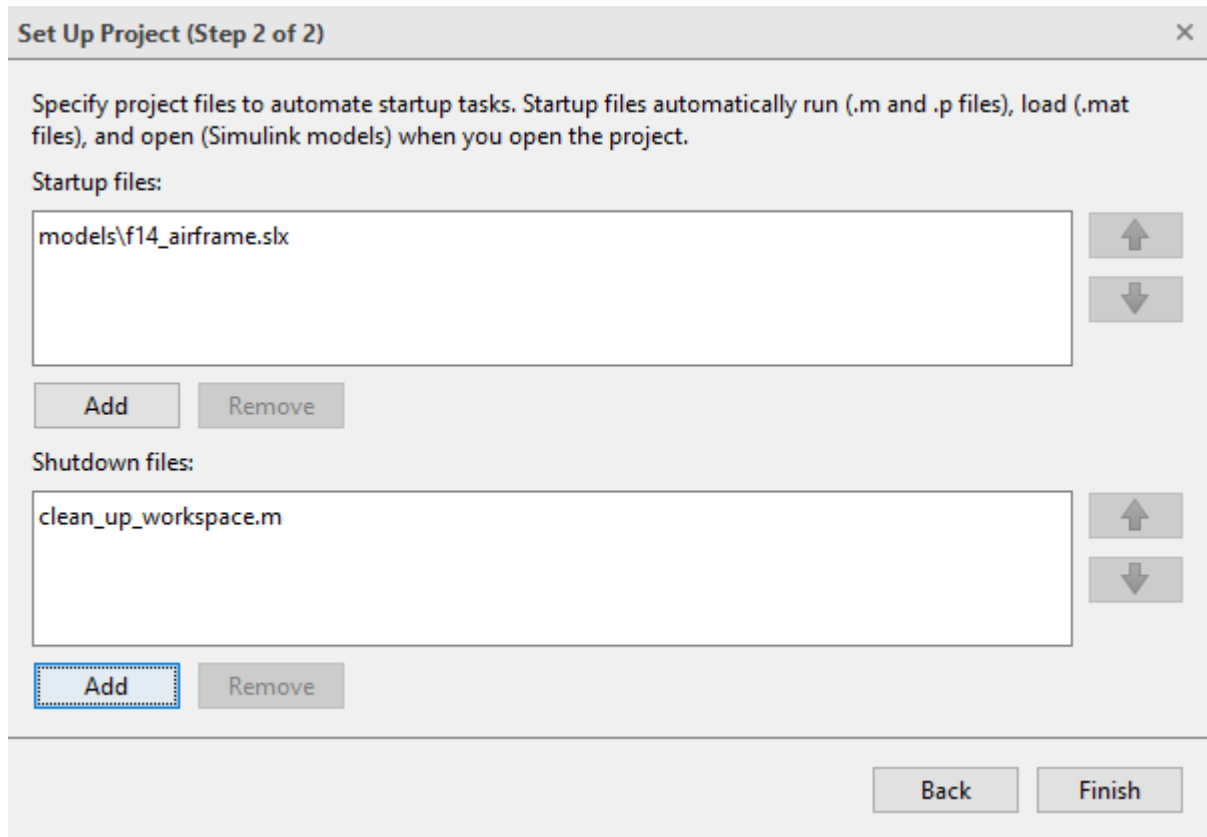 Set Up Project (Step 2 of 2)
Specify project files to automate startup tasks. Startup files automatically run (.m and .p files), load (.mat
files), and open (Simulink models) when you open the project.
Startup files:
models\f14_airframe.slx
Add Remove
Shutdown files:
clean_up_workspace.m
Add Remove
Back Finish